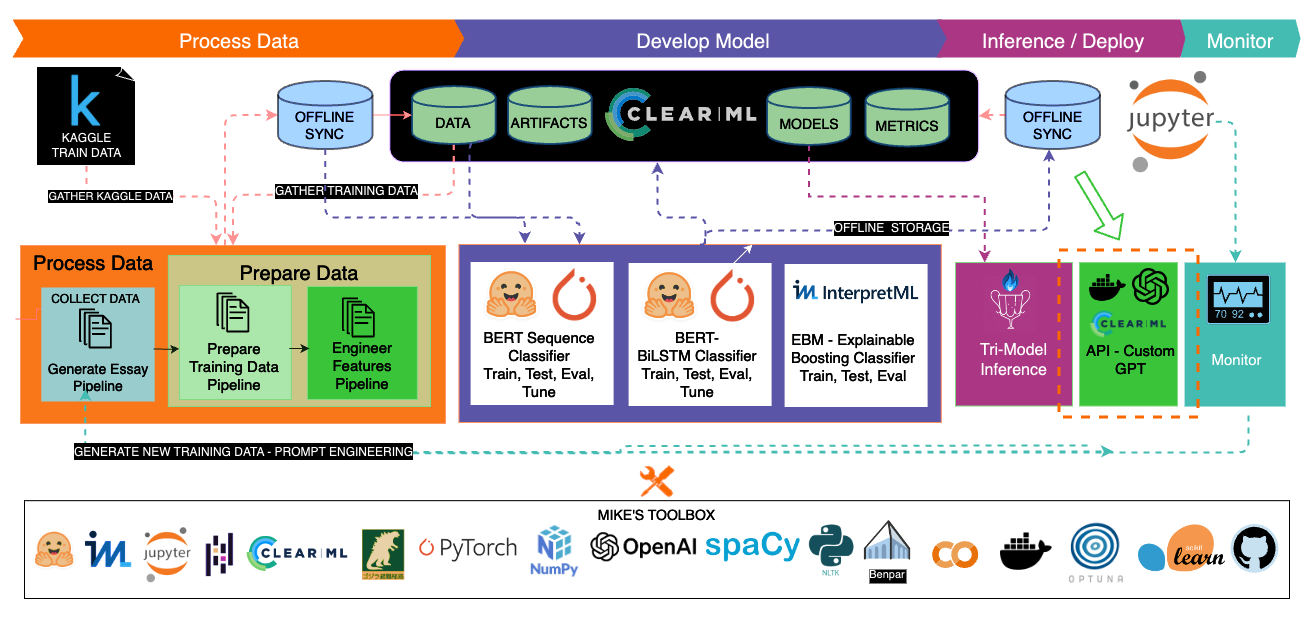 Process Data
Develop Model
Inference / Deploy
Monitor
k
KAGGLE
TRAIN DATA
OFFLINE
SYNC
DATA
ARTIFACTS
CLEAR|ML
MODELS
METRICS
OFFLINE
SYNC
jupyter
GATHER KAGGLE DATA
GATHER TRAINING DATA
OFFLINE STORAGE
Process Data
COLLECT DATA
Generate Essay
Pipeline
Prepare Data
Prepare
Training Data
Pipeline
Engineer
Features
Pipeline
BERT Sequence
Classifier
Train, Test, Eval,
Tune
BERT-
BiLSTM Classifier
Train, Test, Eval,
Tune
InterpretML
EBM - Explainable
Boosting Classifier
Train, Test, Eval
Tri-Model
Inference
CLEAR|ML
API - Custom
GPT
70 92
Monitor
GENERATE NEW TRAINING DATA - PROMPT ENGINEERING
MIKE'S TOOLBOX
jupyter
CLEAR|ML
PyTorch
NumPy
OpenAI
spaCy
NLTK
Benpar
OPTUNA
scikit
learn